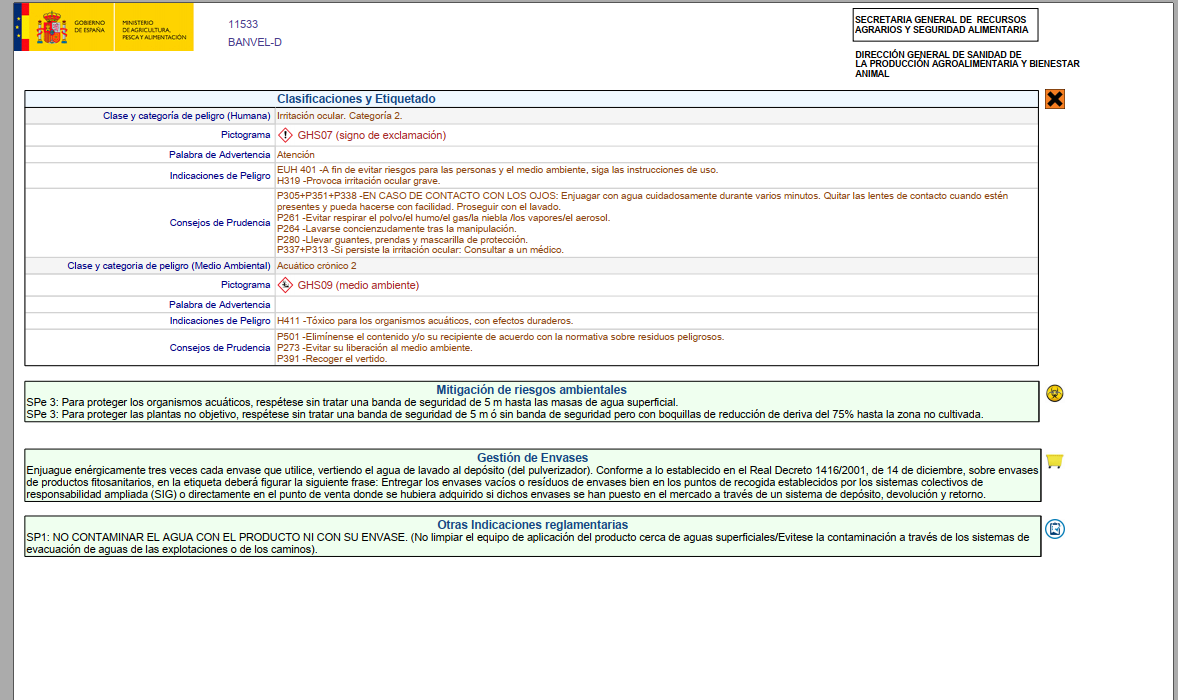 GOBIERNO
DE ESPAÑA
MINISTERIO
DE AGRICULTURA,
PESCA Y ALIMENTACIÓN
11533
BANVEL-D
SECRETARIA GENERAL DE RECURSOS
AGRARIOS Y SEGURIDAD ALIMENTARIA
DIRECCIÓN GENERAL DE SANIDAD DE
LA PRODUCCIÓN AGROALIMENTARIA Y BIENESTAR
ANIMAL
Clasificaciones y Etiquetado
Clase y categoría de peligro (Humana) Irritación ocular. Categoría 2.
Pictograma GHS07 (signo de exclamación)
Palabra de Advertencia Atención
Indicaciones de Peligro
EUH 401 -A fin de evitar riesgos para las personas y el medio ambiente, siga las instrucciones de uso.
H319 -Provoca irritación ocular grave.
Consejos de Prudencia
P305+P351+P338 -EN CASO DE CONTACTO CON LOS OJOS: Enjuagar con agua cuidadosamente durante varios minutos. Quitar las lentes de contacto cuando estén
presentes y pueda hacerse con facilidad. Proseguir con el lavado.
P261 -Evitar respirar el polvo/el humo/el gas/la niebla /los vapores/el aerosol.
P264 -Lavarse concienzudamente tras la manipulación.
P280 -Llevar guantes, prendas y mascarilla de protección.
P337+P313 -Si persiste la irritación ocular: Consultar a un médico.
Clase y categoria de peligro (Medio Ambiental) Acuático crónico 2
Pictograma GHS09 (medio ambiente)
Palabra de Advertencia
Indicaciones de Peligro H411 -Tóxico para los organismos acuáticos, con efectos duraderos.
Consejos de Prudencia
P501 -Elimínense el contenido y/o su recipiente de acuerdo con la normativa sobre residuos peligrosos.
P273 -Evitar su liberación al medio ambiente.
P391 -Recoger el vertido.
Mitigación de riesgos ambientales
SPe 3: Para proteger los organismos acuáticos, respétese sin tratar una banda de seguridad de 5 m hasta las masas de agua superficial.
SPe 3: Para proteger las plantas no objetivo, respétese sin tratar una banda de seguridad de 5 m ó sin banda de seguridad pero con boquillas de reducción de deriva del 75% hasta la zona no cultivada.
Gestión de Envases
Enjuague enérgicamente tres veces cada envase que utilice, vertiendo el agua de lavado al depósito (del pulverizador). Conforme a lo establecido en el Real Decreto 1416/2001, de 14 de diciembre, sobre envases
de productos fitosanitarios, en la etiqueta deberá figurar la siguiente frase: Entregar los envases vacíos o resíduos de envases bien en los puntos de recogida establecidos por los sistemas colectivos de
responsabilidad ampliada (SIG) o directamente en el punto de venta donde se hubiera adquirido si dichos envases se han puesto en el mercado a través de un sistema de depósito, devolución y retorno.
Otras Indicaciones reglamentarias
SP1: NO CONTAMINAR EL AGUA CON EL PRODUCTO NI CON SU ENVASE. (No limpiar el equipo de aplicación del producto cerca de aguas superficiales/Evitese la contaminación a través de los sistemas de
evacuación de aguas de las explotaciones o de los caminos).